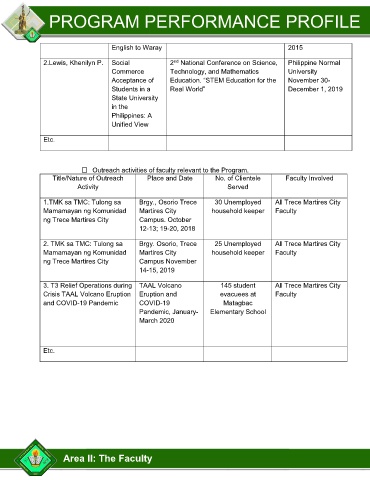 PROGRAM PERFORMANCE PROFILE
English to Waray
2015
2.Lewis, Khenilyn P.
Social
Commerce
Acceptance of
Students in a
State University
in the
Philippines: A
Unified View
2nd National Conference on Science,
Technology, and Mathematics
Education, "STEM Education for the
Real World"
Philippine Normal
University
November 30-
December 1, 2019
Etc.
☐ Outreach activities of faculty relevant to the Program.
Title/Nature of Outreach
Activity
Place and Date
No. of Clientele
Served
Faculty Involved
1.TMK sa TMC: Tulong sa
Mamamayan ng Komunidad
ng Trece Martires City
Brgy., Osorio Trece
Martires City
Campus, October
12-13; 19-20, 2018
30 Unemployed
household keeper
All Trece Martires City
Faculty
2. TMK sa TMC: Tulong sa
Mamamayan ng Komunidad
ng Trece Martires City
Brgy. Osorio, Trece
Martires City
Campus November
14-15, 2019
25 Unemployed
household keeper
All Trece Martires City
Faculty
3. T3 Relief Operations during
Crisis TAAL Volcano Eruption
and COVID-19 Pandemic
TAAL Volcano
Eruption and
COVID-19
Pandemic, January-
March 2020
145 student
evacuees at
Matagbac
Elementary School
All Trece Martires City
Faculty
Etc.
Area II: The Faculty